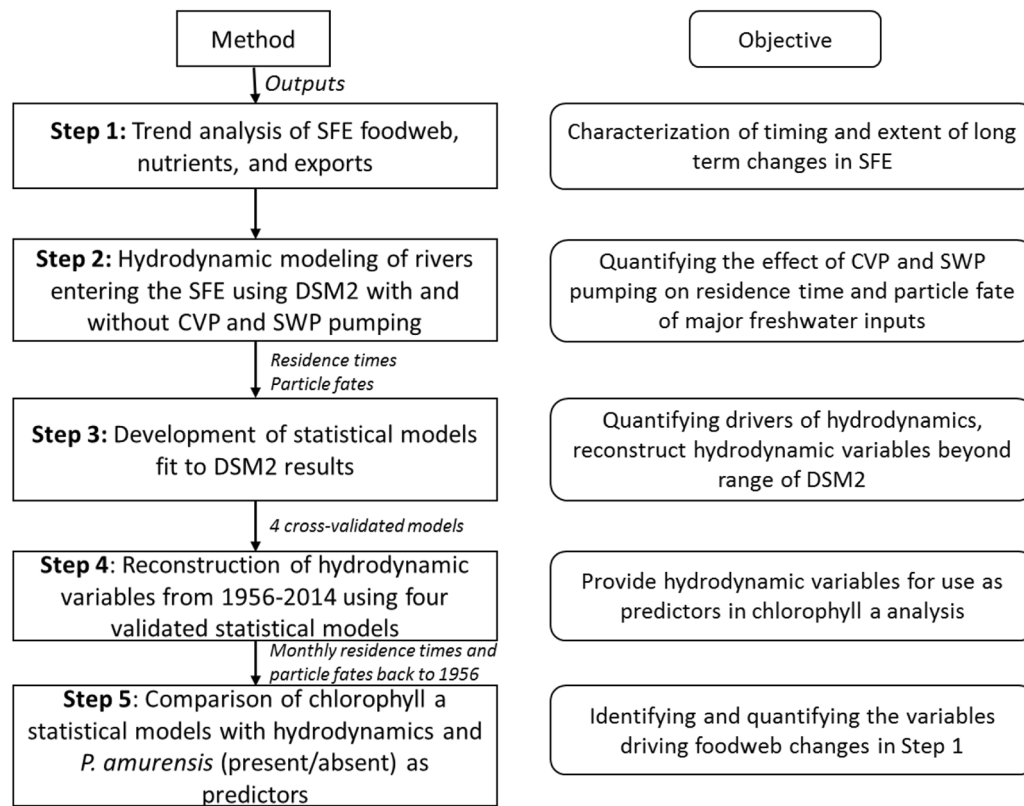 Method
Objective
Outputs
Step 1: Trend analysis of SFE foodweb,
nutrients, and exports
Characterization of timing and extent of long
term changes in SFE
Step 2: Hydrodynamic modeling of rivers
entering the SFE using DSM2 with and
without CVP and SWP pumping
Quantifying the effect of CVP and SWP
pumping on residence time and particle fate
of major freshwater inputs
Residence times
Particle fates
Step 3: Development of statistical models
fit to DSM2 results
Quantifying drivers of hydrodynamics,
reconstruct hydrodynamic variables beyond
range of DSM2
4 cross-validated models
Step 4: Reconstruction of hydrodynamic
variables from 1956-2014 using four
validated statistical models
Provide hydrodynamic variables for use as
predictors in chlorophyll a analysis
Monthly residence times and
particle fates back to 1956
Step 5: Comparison of chlorophyll a
statistical models with hydrodynamics and
P. amurensis (present/absent) as
predictors
Identifying and quantifying the variables
driving foodweb changes in Step 1